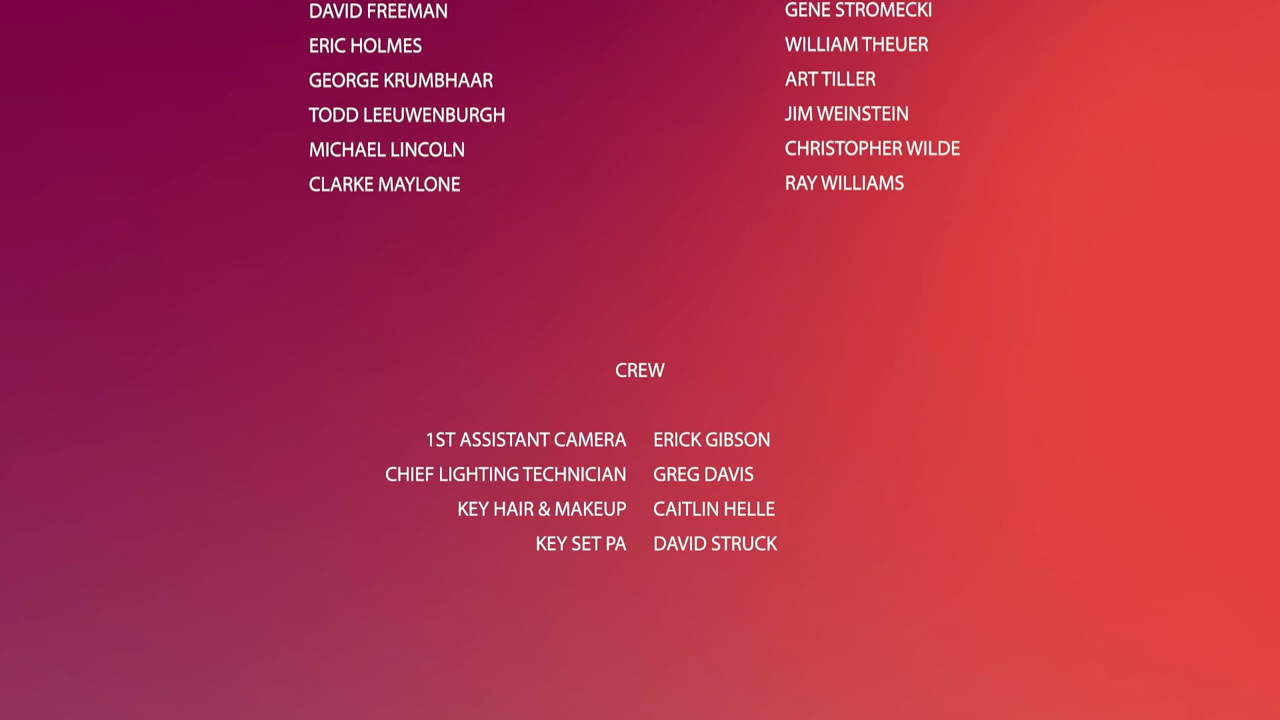 DAVID FREEMAN
ERIC HOLMES
GEORGE KRUMBHAAR
TODD LEEUWENBURGH
MICHAEL LINCOLN
CLARKE MAYLONE
GENE STROMECKI
WILLIAM THEUER
ART TILLER
JIM WEINSTEIN
CHRISTOPHER WILDE
RAY WILLIAMS
CREW
1ST ASSISTANT CAMERA ERICK GIBSON
CHIEF LIGHTING TECHNICIAN GREG DAVIS
KEY HAIR & MAKEUP CAITLIN HELLE
KEY SET PA DAVID STRUCK